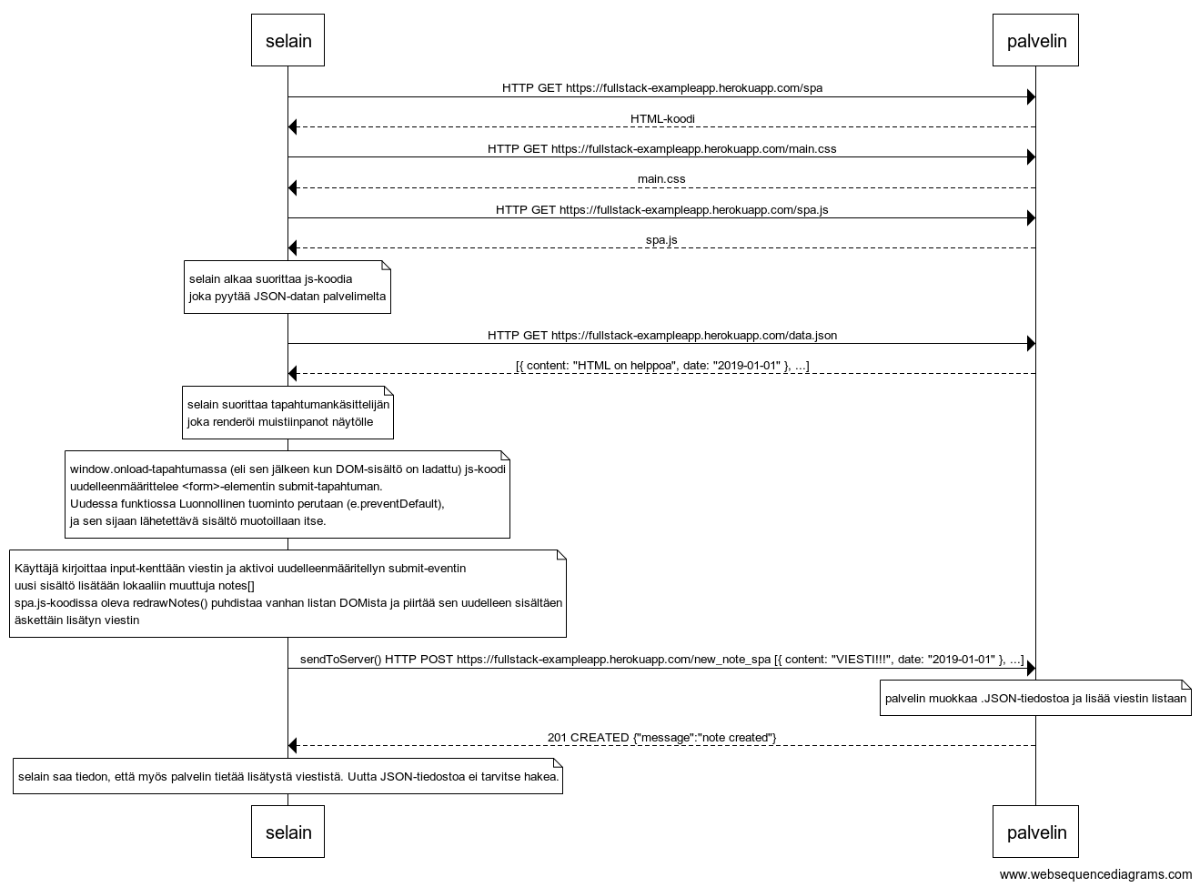 selain
palvelin
HTTP GET https://fullstack-exampleapp.herokuapp.com/spa
HTML-koodi
HTTP GET https://fullstack-exampleapp.herokuapp.com/main.css
main.css
HTTP GET https://fullstack-exampleapp.herokuapp.com/spa.js
spa.js
selain alkaa suorittaa js-koodia
joka pyytää JSON-datan palvelimelta
HTTP GET https://fullstack-exampleapp.herokuapp.com/data.json
[{ content: "HTML on helppoa", date: "2019-01-01" }, ...]
selain suorittaa tapahtumankäsittelijän
joka renderöi muistiinpanot näytölle
window.onload-tapahtumassa (eli sen jälkeen kun DOM-sisältö on ladattu) js-koodi
uudelleenmäärittelee <form>-elementin submit-tapahtuman.
Uudessa funktiossa Luonnollinen tuominto perutaan (e.preventDefault),
ja sen sijaan lähetettävä sisältö muotoillaan itse.
Käyttäjä kirjoittaa input-kenttään viestin ja aktivoi uudelleenmääritellyn submit-eventin
uusi sisältö lisätään lokaaliin muuttuja notes[]
spa.js-koodissa oleva redrawNotes() puhdistaa vanhan listan DOMista ja piirtää sen uudelleen sisältäen
äskettäin lisätyn viestin
sendToServer() HTTP POST https://fullstack-exampleapp.herokuapp.com/new_note_spa [{ content: "VIESTI!!!", date: "2019-01-01" }, ...]
palvelin muokkaa .JSON-tiedostoa ja lisää viestin listaan
201 CREATED {"message":"note created"}
selain saa tiedon, että myös palvelin tietää lisätystä viestistä. Uutta JSON-tiedostoa ei tarvitse hakea.
selain
palvelin
www.websequencediagrams.com